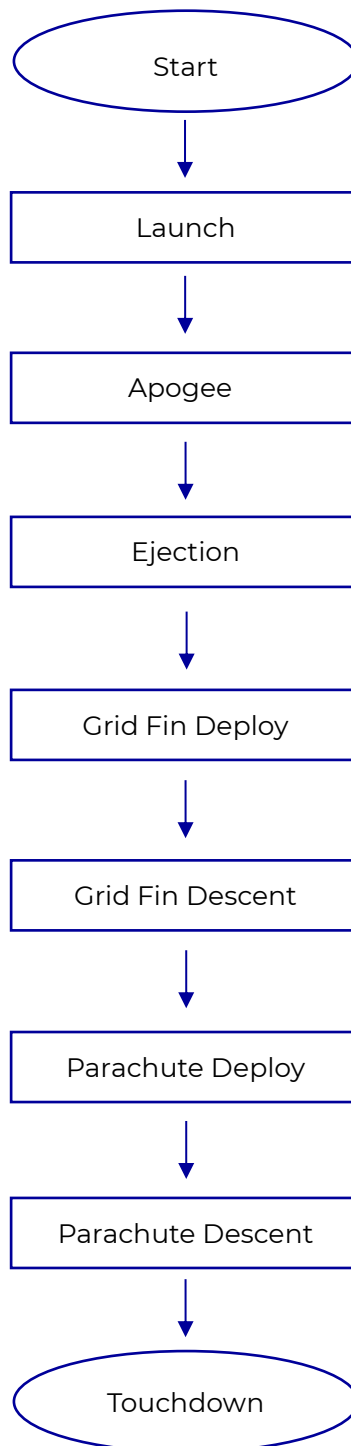 Start
Launch
Apogee
Ejection
Grid Fin Deploy
Grid Fin Descent
Parachute Deploy
Parachute Descent
Touchdown